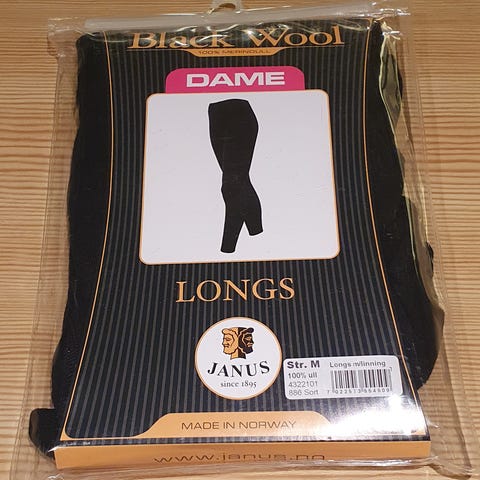 Black Wool
100% MERINOULL
DAME
LONGS
JANUS
since 1895
Str. M Longs m/linning
100% ull
4322101
886 Sort
MADE IN NORWAY
www.janus.no